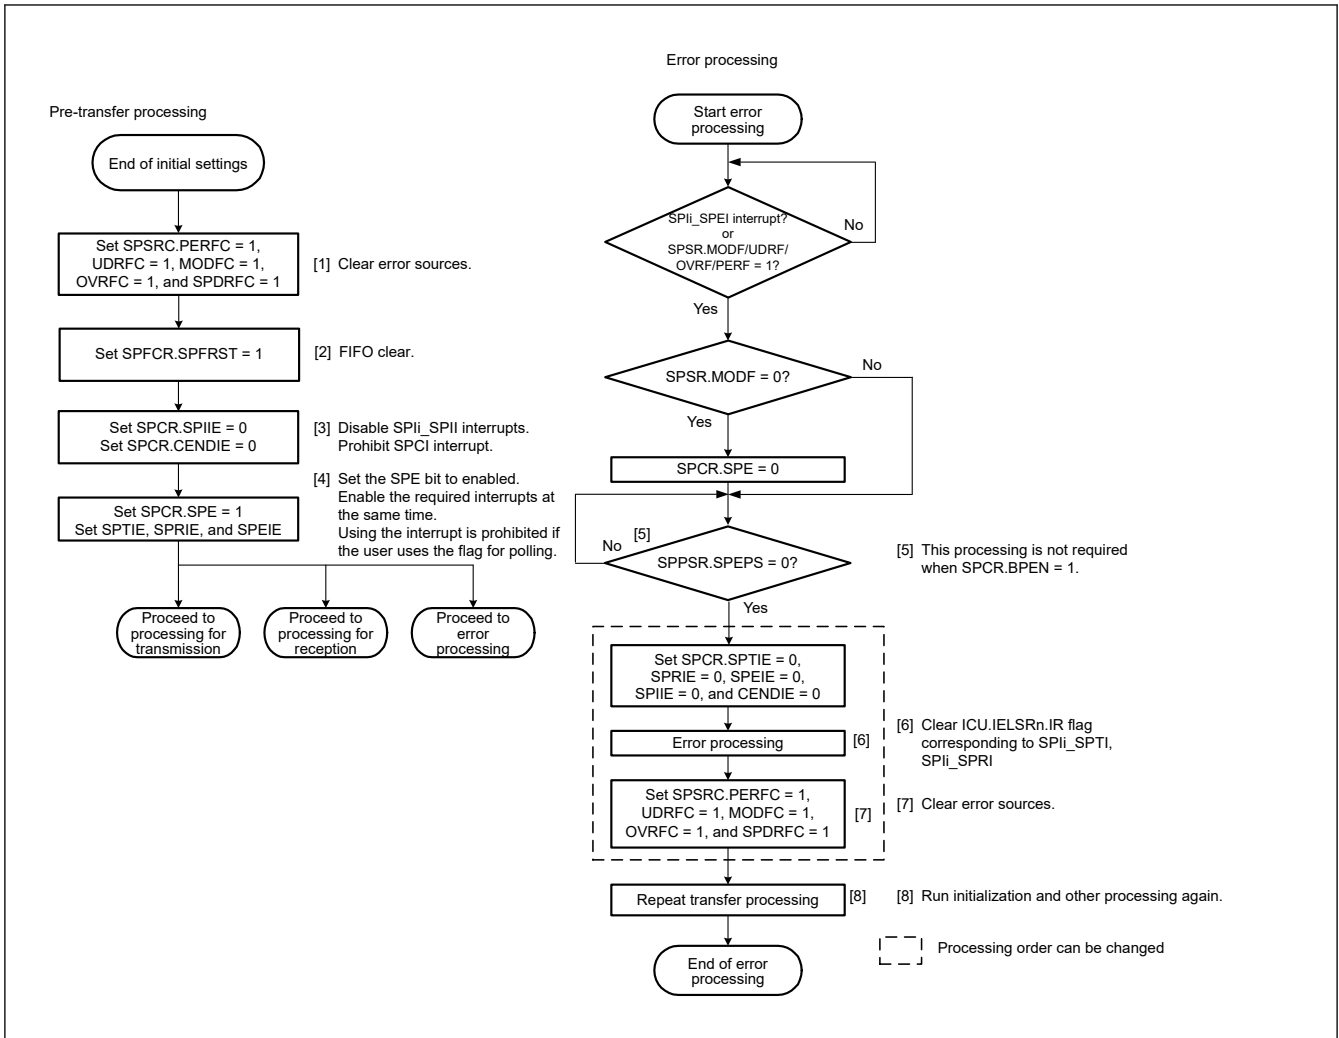 Pre-transfer processing
End of initial settings
Set SPSRC.PERFC = 1,
UDRFC = 1, MODFC = 1,
OVRFC = 1, and SPDRFC = 1
[1] Clear error sources.
Set SPFCR.SPFRST = 1
[2] FIFO clear.
Set SPCR.SPIIE = 0
Set SPCR.CENDIE = 0
[3] Disable SPIi_SPII interrupts.
Prohibit SPCI interrupt.
Set SPCR.SPE = 1
Set SPTIE, SPRIE, and SPEIE
[4] Set the SPE bit to enabled.
Enable the required interrupts at
the same time.
Using the interrupt is prohibited if
the user uses the flag for polling.
Proceed to
processing for
transmission
Proceed to
processing for
reception
Proceed to
error
processing
Error processing
Start error
processing
SPIi_SPEI interrupt?
or
SPSR.MODF/UDRF/
OVRF/PERF = 1?
No
Yes
SPSR.MODF = 0?
No
Yes
SPCR.SPE = 0
[5]
No
SPPSR.SPEPS = 0?
Yes
[5] This processing is not required
when SPCR.BPEN = 1.
Set SPCR.SPTIE = 0,
SPRIE = 0, SPEIE = 0,
SPIIE = 0, and CENDIE = 0
Error processing
[6]
[6] Clear ICU.IELSRn.IR flag
corresponding to SPIi_SPTI,
SPIi_SPRI
Set SPSRC.PERFC = 1,
UDRFC = 1, MODFC = 1,
OVRFC = 1, and SPDRFC = 1
[7]
[7] Clear error sources.
Repeat transfer processing
[8]
[8] Run initialization and other processing again.
Processing order can be changed
End of error
processing